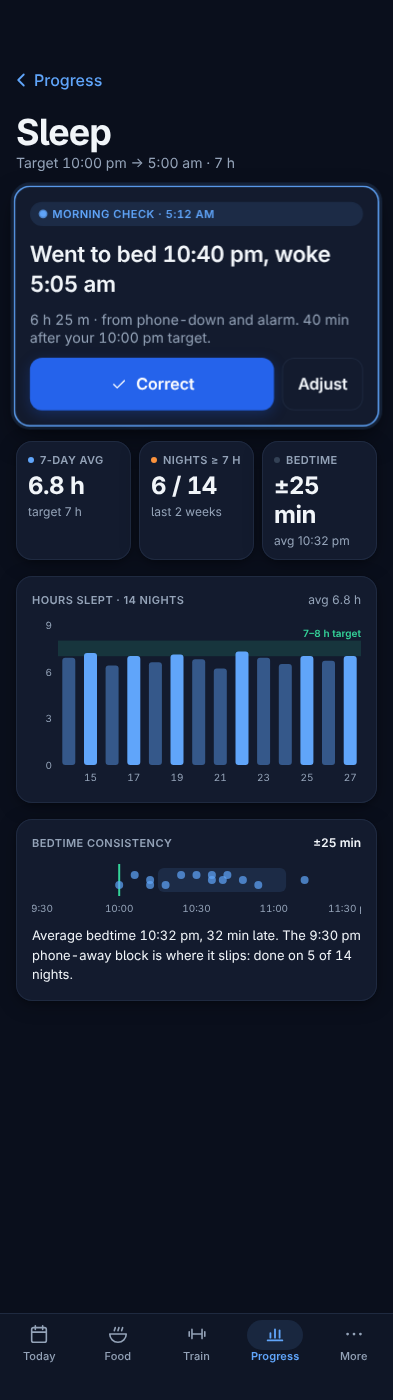 Progress
Sleep
Target 10:00 pm → 5:00 am · 7 h
MORNING CHECK · 5:12 AM
Went to bed 10:40 pm, woke
5:05 am
6 h 25 m · from phone-down and alarm. 40 min
after your 10:00 pm target.
Correct
Adjust
7-DAY AVG
6.8 h
target 7 h
NIGHTS ≥ 7 H
6 / 14
last 2 weeks
BEDTIME
±25
min
avg 10:32 pm
HOURS SLEPT · 14 NIGHTS
avg 6.8 h
9
7–8 h target
6
3
0
15 17 19 21 23 25 27
BEDTIME CONSISTENCY
±25 min
9:30 10:00 10:30 11:00 11:30
Average bedtime 10:32 pm, 32 min late. The 9:30 pm
phone-away block is where it slips: done on 5 of 14
nights.
Today Food Train Progress More